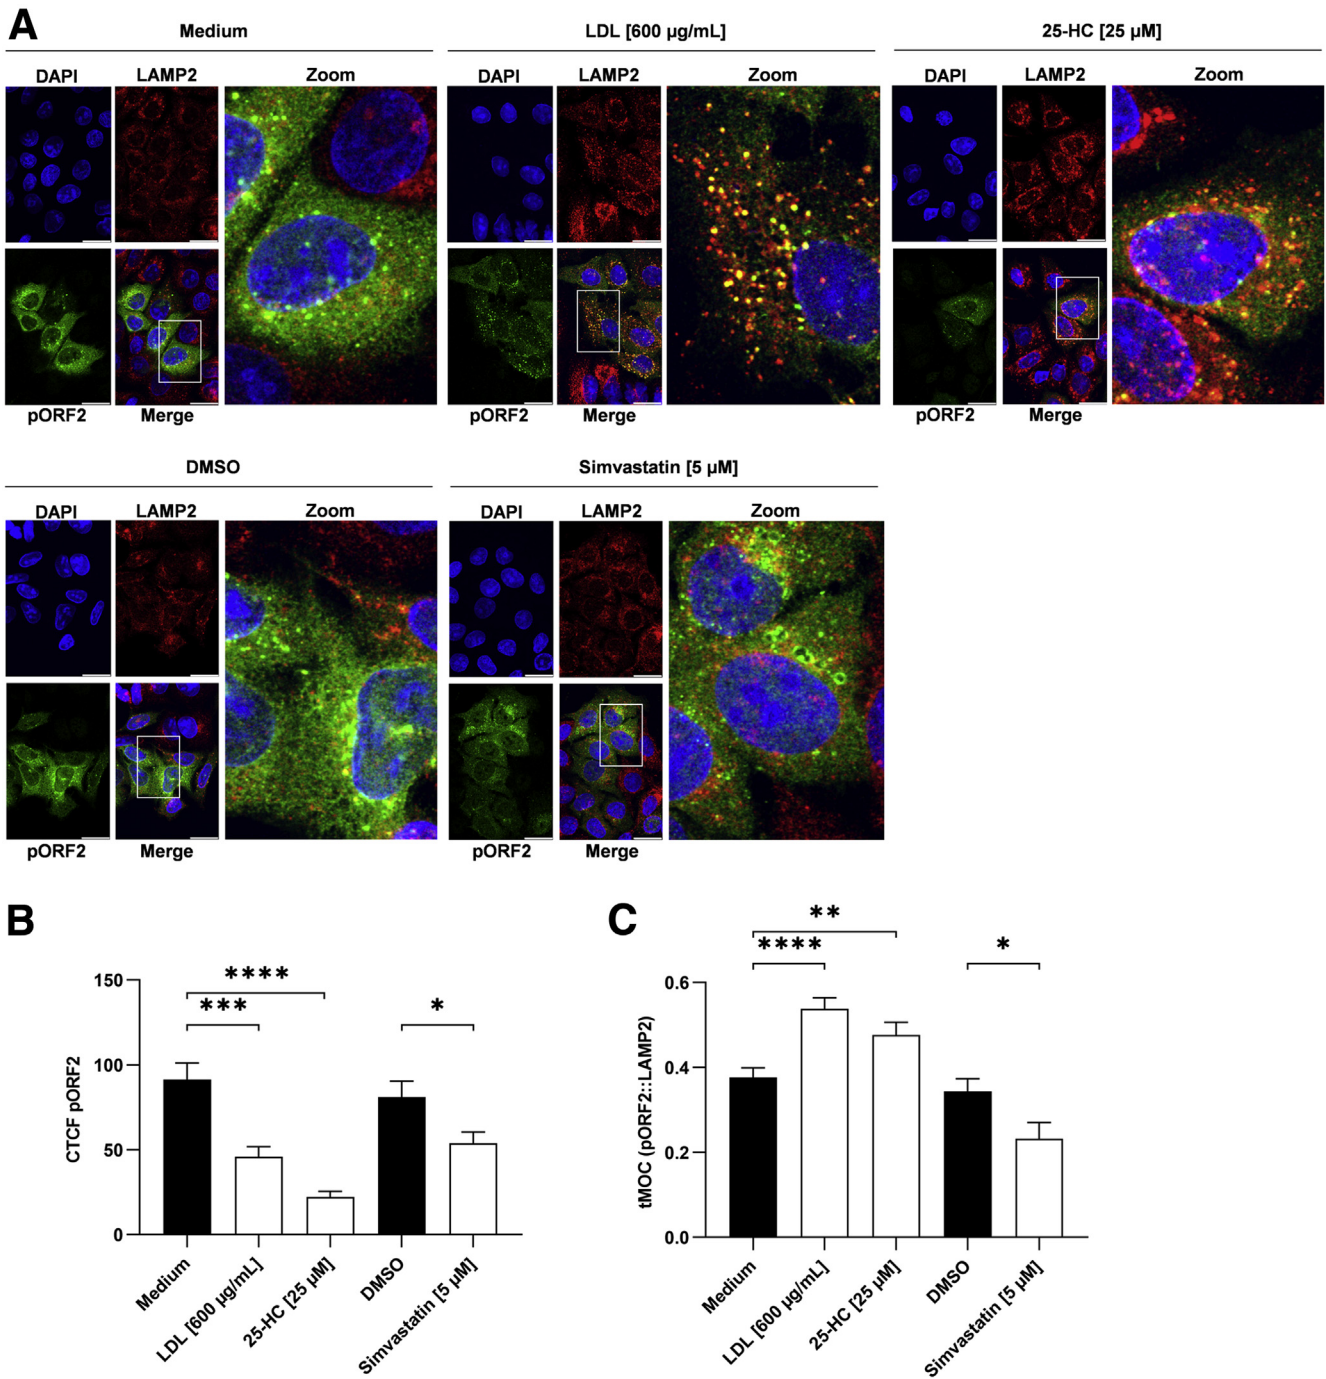 A
Medium
LDL [600 µg/mL]
25-HC [25 µM]
DAPI
LAMP2
Zoom
DAPI
LAMP2
Zoom
DAPI
LAMP2
Zoom
pORF2
Merge
pORF2
Merge
pORF2
Merge
DMSO
Simvastatin [5 µM]
DAPI
LAMP2
Zoom
DAPI
LAMP2
Zoom
pORF2
Merge
pORF2
Merge
B
CTCF pORF2
150
100
50
0
****
***
*
Medium
LDL [600 µg/mL]
25-HC [25 µM]
DMSO
Simvastatin [5 µM]
C
tMOC (pORF2::LAMP2)
0.6
0.4
0.2
0.0
**
****
*
Medium
LDL [600 µg/mL]
25-HC [25 µM]
DMSO
Simvastatin [5 µM]